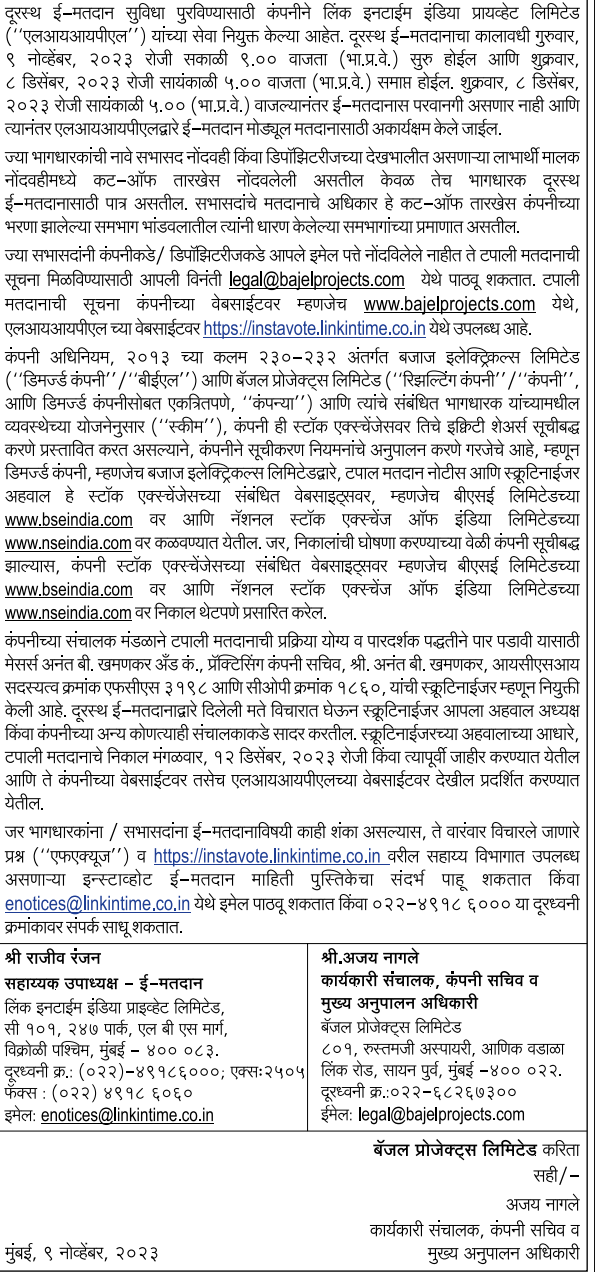 दूरस्थ ई-मतदान सुविधा पुरविण्यासाठी कंपनीने लिंक इनटाईम इंडिया प्रायव्हेट लिमिटेड
(''एलआयआयपीएल'') यांच्या सेवा नियुक्त केल्या आहेत. दूरस्थ ई-मतदानाचा कालावधी गुरुवार,
९ नोव्हेंबर, २०२३ रोजी सकाळी ९.०० वाजता (भा.प्र.वे.) सुरु होईल आणि शुक्रवार,
८ डिसेंबर, २०२३ रोजी सायंकाळी ५.०० वाजता (भा.प्र.वे.) समाप्त होईल. शुक्रवार, ८ डिसेंबर,
२०२३ रोजी सायंकाळी ५.०० (भा.प्र.वे.) वाजल्यानंतर ई-मतदानास परवानगी असणार नाही आणि
त्यानंतर एलआयआयपीएलद्वारे ई-मतदान मोड्यूल मतदानासाठी अकार्यक्षम केले जाईल.
ज्या भागधारकांची नावे सभासद नोंदवही किंवा डिपॉझिटरीजच्या देखभालीत असणाऱ्या लाभार्थी मालक
नोंदवहीमध्ये कट-ऑफ तारखेस नोंदवलेली असतील केवळ तेच भागधारक दूरस्थ
ई-मतदानासाठी पात्र असतील. सभासदांचे मतदानाचे अधिकार हे कट-ऑफ तारखेस कंपनीच्या
भरणा झालेल्या समभाग भांडवलातील त्यांनी धारण केलेल्या समभागांच्या प्रमाणात असतील.
ज्या सभासदांनी कंपनीकडे/ डिपॉझिटरीजकडे आपले इमेल पत्ते नोंदविलेले नाहीत ते टपाली मतदानाची
सूचना मिळविण्यासाठी आपली विनंती legal@bajelprojects.com येथे पाठवू शकतात. टपाली
मतदानाची सूचना कंपनीच्या वेबसाईटवर म्हणजेच www.bajelprojects.com येथे,
एलआयआयपीएल च्या वेबसाईटवर https://instavote.linkintime.co.in येथे उपलब्ध आहे.
कंपनी अधिनियम, २०१३ च्या कलम २३०-२३२ अंतर्गत बजाज इलेक्ट्रिकल्स लिमिटेड
(''डिमर्ज्ड कंपनी''/''बीईएल'') आणि बॅजल प्रोजेक्ट्स लिमिटेड (''रिझल्टिंग कंपनी''/''कंपनी'',
आणि डिमर्ज्ड कंपनीसोबत एकत्रितपणे, ''कंपन्या'') आणि त्यांचे संबंधित भागधारक यांच्यामधील
व्यवस्थेच्या योजनेनुसार (''स्कीम''), कंपनी ही स्टॉक एक्स्चेंजेसवर तिचे इक्विटी शेअर्स सूचीबद्ध
करणे प्रस्तावित करत असल्याने, कंपनीने सूचीकरण नियमनांचे अनुपालन करणे गरजेचे आहे, म्हणून
डिमर्ज्ड कंपनी, म्हणजेच बजाज इलेक्ट्रिकल्स लिमिटेडद्वारे, टपाल मतदान नोटीस आणि स्क्रूटिनाईजर
अहवाल हे स्टॉक एक्स्चेंजेसच्या संबंधित वेबसाइट्सवर, म्हणजेच बीएसई लिमिटेडच्या
www.bseindia.com वर आणि नॅशनल स्टॉक एक्स्चेंज ऑफ इंडिया लिमिटेडच्या
www.nseindia.com वर कळवण्यात येतील. जर, निकालांची घोषणा करण्याच्या वेळी कंपनी सूचीबद्ध
झाल्यास, कंपनी स्टॉक एक्स्चेंजेसच्या संबंधित वेबसाइट्सवर म्हणजेच बीएसई लिमिटेडच्या
www.bseindia.com वर आणि नॅशनल स्टॉक एक्स्चेंज ऑफ इंडिया लिमिटेडच्या
www.nseindia.com वर निकाल थेटपणे प्रसारित करेल.
कंपनीच्या संचालक मंडळाने टपाली मतदानाची प्रक्रिया योग्य व पारदर्शक पद्धतीने पार पडावी यासाठी
मेसर्स अनंत बी. खमणकर अँड कं., प्रॅक्टिसिंग कंपनी सचिव, श्री. अनंत बी. खमणकर, आयसीएसआय
सदस्यत्व क्रमांक एफसीएस ३१९८ आणि सीओपी क्रमांक १८६०, यांची स्क्रूटिनाईजर म्हणून नियुक्ती
केली आहे. दूरस्थ ई-मतदानाद्वारे दिलेली मते विचारात घेऊन स्क्रूटिनाईजर आपला अहवाल अध्यक्ष
किंवा कंपनीच्या अन्य कोणत्याही संचालकाकडे सादर करतील. स्क्रूटिनाईजरच्या अहवालाच्या आधारे,
टपाली मतदानाचे निकाल मंगळवार, १२ डिसेंबर, २०२३ रोजी किंवा त्यापूर्वी जाहीर करण्यात येतील
आणि ते कंपनीच्या वेबसाईटवर तसेच एलआयआयपीएलच्या वेबसाईटवर देखील प्रदर्शित करण्यात
येतील.
जर भागधारकांना / सभासदांना ई-मतदानाविषयी काही शंका असल्यास, ते वारंवार विचारले जाणारे
प्रश्न (''एफएक्यूज'') व https://instavote.linkintime.co.in वरील सहाय्य विभागात उपलब्ध
असणाऱ्या इन्स्टाव्होट ई-मतदान माहिती पुस्तिकेचा संदर्भ पाहू शकतात किंवा
enotices@linkintime.co.in येथे इमेल पाठवू शकतात किंवा ०२२-४९१८ ६००० या दूरध्वनी
क्रमांकावर संपर्क साधू शकतात.
श्री राजीव रंजन
सहाय्यक उपाध्यक्ष - ई-मतदान
लिंक इनटाईम इंडिया प्राइव्हेट लिमिटेड,
सी १०१, २४७ पार्क, एल बी एस मार्ग,
विक्रोळी पश्चिम, मुंबई - ४०० ०८३.
दूरध्वनी क्र.: (०२२)-४९१८६०००; एक्सः२५०५
फॅक्स : (०२२) ४९१८ ६०६०
इमेल: enotices@linkintime.co.in
श्री.अजय नागले
कार्यकारी संचालक, कंपनी सचिव व
मुख्य अनुपालन अधिकारी
बॅजल प्रोजेक्ट्स लिमिटेड
८०१, रुस्तमजी अस्पायरी, आणिक वडाळा
लिंक रोड, सायन पुर्व, मुंबई -४०० ०२२.
दूरध्वनी क्र.:०२२-६८२६७३००
ईमेल: legal@bajelprojects.com
बॅजल प्रोजेक्ट्स लिमिटेड करिता
सही/-
अजय नागले
कार्यकारी संचालक, कंपनी सचिव व
मुंबई, ९ नोव्हेंबर, २०२३ मुख्य अनुपालन अधिकारी